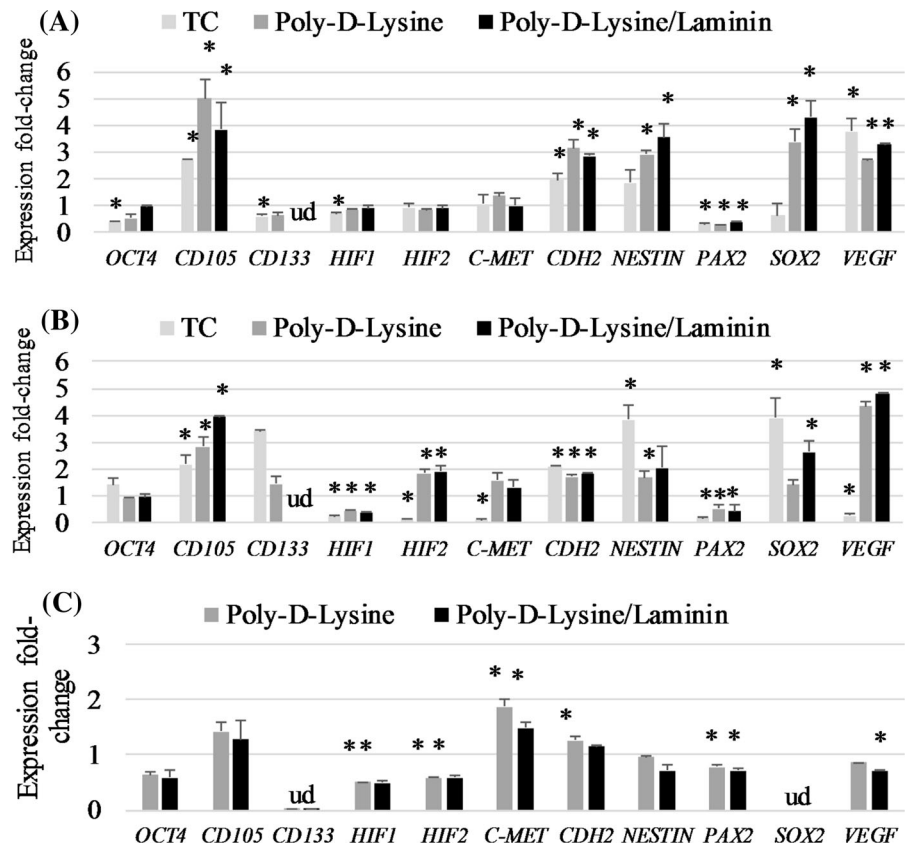 (A)
TC Poly-D-Lysine Poly-D-Lysine/Laminin
Expression fold-change
6
5
4
3
2
1
0
* * * * * ud * * * * * * * * * * * * * *
OCT4 CD105 CD133 HIF1 HIF2 C-MET CDH2 NESTIN PAX2 SOX2 VEGF
(B)
TC Poly-D-Lysine Poly-D-Lysine/Laminin
Expression fold-change
6
5
4
3
2
1
0
* * * ud * * * * * * * * * * * * * * * * * * * *
OCT4 CD105 CD133 HIF1 HIF2 C-MET CDH2 NESTIN PAX2 SOX2 VEGF
(C)
Poly-D-Lysine Poly-D-Lysine/Laminin
Expression fold-
change
3
2
1
0
ud * * * * * * * * * ud *
OCT4 CD105 CD133 HIF1 HIF2 C-MET CDH2 NESTIN PAX2 SOX2 VEGF